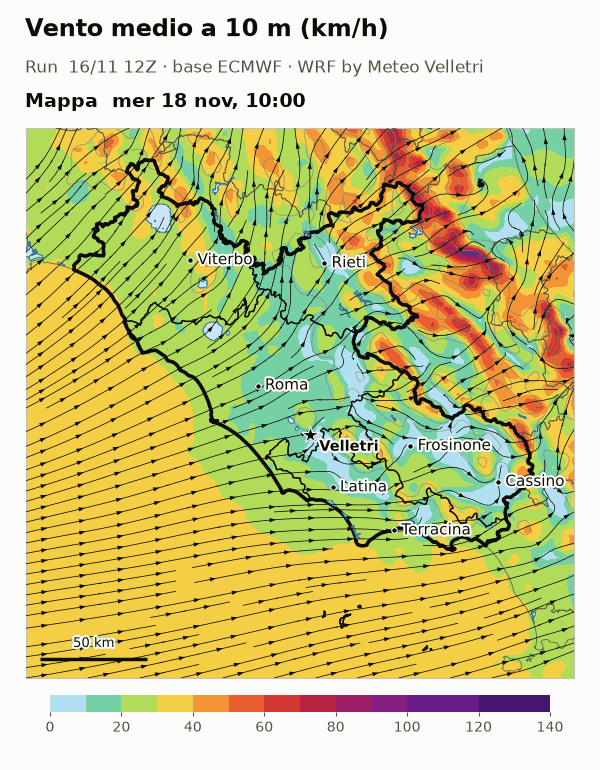 Vento medio a 10 m (km/h)
Run 16/11 12Z · base ECMWF · WRF by Meteo Velletri
Mappa mer 18 nov, 10:00
Viterbo
Rieti
Roma
Velletri
Frosinone
Cassino
Latina
Terracina
50 km
0 20 40 60 80 100 120 140